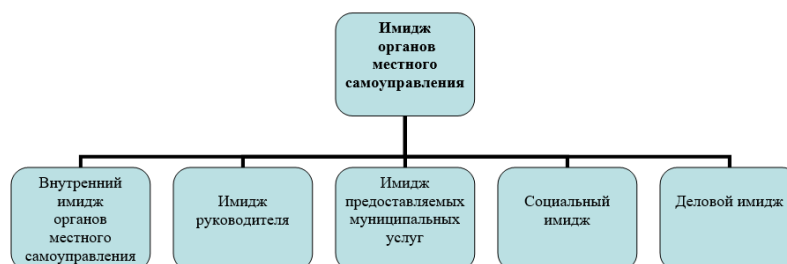 Имидж
органов
местного
самоуправления
Внутренний
имидж
органов
местного
самоуправления
Имидж
руководителя
Имидж
предоставляемых
муниципальных
услуг
Социальный
имидж
Деловой имидж